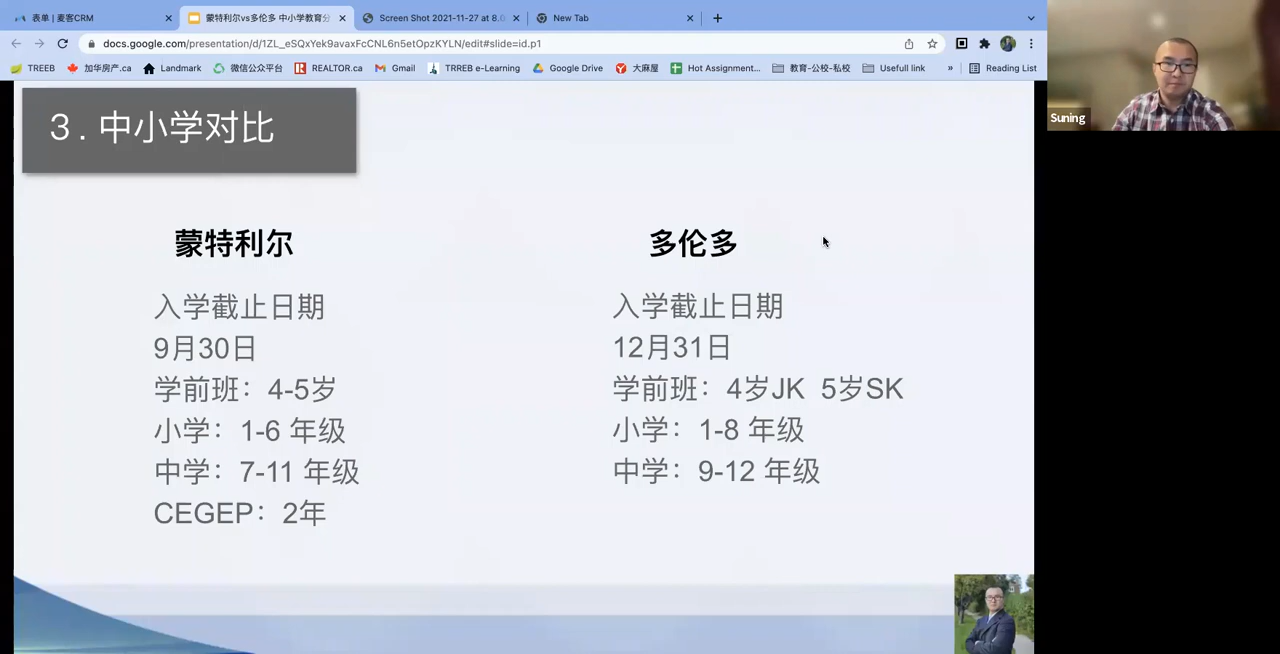 表单 | 麦客CRM
蒙特利尔vs多伦多 中小学教育分
Screen Shot 2021-11-27 at 8.0
New Tab
docs.google.com/presentation/d/1ZL_eSQxYek9avaxFcCNL6n5etOpzKYLN/edit#slide=id.p1
TREEB
加华房产.ca
Landmark
微信公众平台
REALTOR.ca
Gmail
TRREB e-Learning
Google Drive
大麻屋
Hot Assignment...
教育-公校-私校
Usefull link
»
Reading List
Suning
3 . 中小学对比
蒙特利尔
入学截止日期
9月30日
学前班：4-5岁
小学：1-6 年级
中学：7-11 年级
CEGEP：2年
多伦多
入学截止日期
12月31日
学前班：4岁JK 5岁SK
小学：1-8 年级
中学：9-12 年级